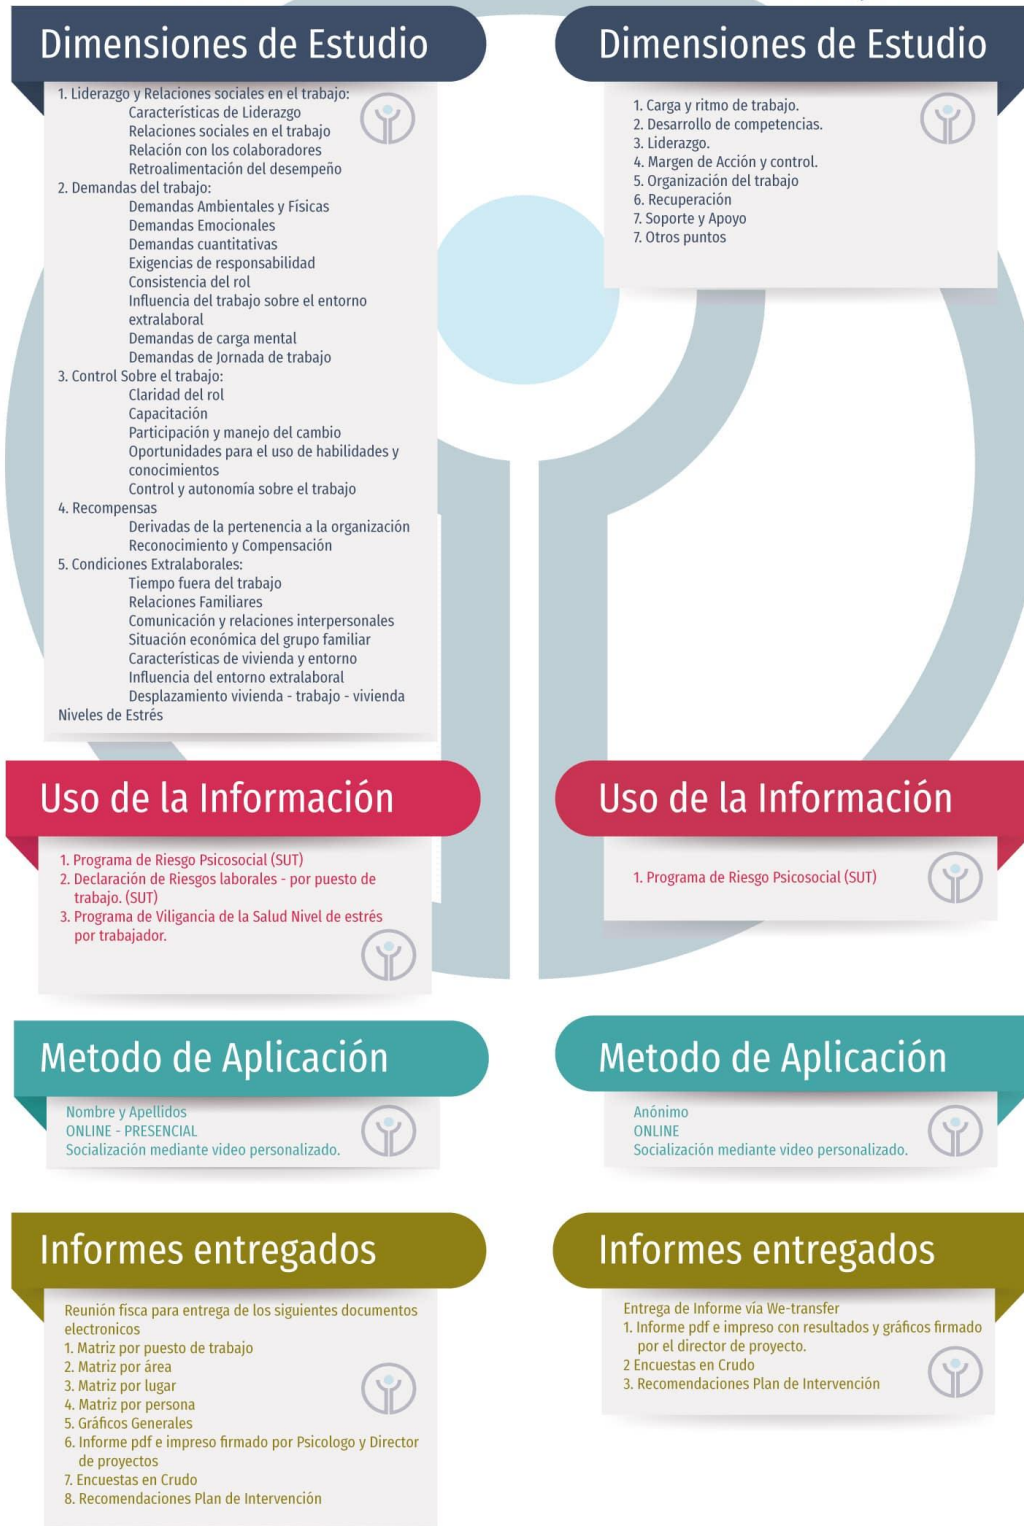 Dimensiones de Estudio
1. Liderazgo y Relaciones sociales en el trabajo:
Características de Liderazgo
Relaciones sociales en el trabajo
Relación con los colaboradores
Retroalimentación del desempeño
2. Demandas del trabajo:
Demandas Ambientales y Físicas
Demandas Emocionales
Demandas cuantitativas
Exigencias de responsabilidad
Consistencia del rol
Influencia del trabajo sobre el entorno
extralaboral
Demandas de carga mental
Demandas de Jornada de trabajo
3. Control Sobre el trabajo:
Claridad del rol
Capacitación
Participación y manejo del cambio
Oportunidades para el uso de habilidades y
conocimientos
Control y autonomía sobre el trabajo
4. Recompensas
Derivadas de la pertenencia a la organización
Reconocimiento y Compensación
5. Condiciones Extralaborales:
Tiempo fuera del trabajo
Relaciones Familiares
Comunicación y relaciones interpersonales
Situación económica del grupo familiar
Características de vivienda y entorno
Influencia del entorno extralaboral
Desplazamiento vivienda - trabajo - vivienda
Niveles de Estrés
Dimensiones de Estudio
1. Carga y ritmo de trabajo.
2. Desarrollo de competencias.
3. Liderazgo.
4. Margen de Acción y control.
5. Organización del trabajo
6. Recuperación
7. Soporte y Apoyo
7. Otros puntos
Uso de la Información
1. Programa de Riesgo Psicosocial (SUT)
2. Declaración de Riesgos laborales - por puesto de
trabajo. (SUT)
3. Programa de Viligancia de la Salud Nivel de estrés
por trabajador.
Uso de la Información
1. Programa de Riesgo Psicosocial (SUT)
Metodo de Aplicación
Nombre y Apellidos
ONLINE - PRESENCIAL
Socialización mediante video personalizado.
Metodo de Aplicación
Anónimo
ONLINE
Socialización mediante video personalizado.
Informes entregados
Reunión físca para entrega de los siguientes documentos
electronicos
1. Matriz por puesto de trabajo
2. Matriz por área
3. Matriz por lugar
4. Matriz por persona
5. Gráficos Generales
6. Informe pdf e impreso firmado por Psicologo y Director
de proyectos
7. Encuestas en Crudo
8. Recomendaciones Plan de Intervención
Informes entregados
Entrega de Informe vía We-transfer
1. Informe pdf e impreso con resultados y gráficos firmado
por el director de proyecto.
2 Encuestas en Crudo
3. Recomendaciones Plan de Intervención